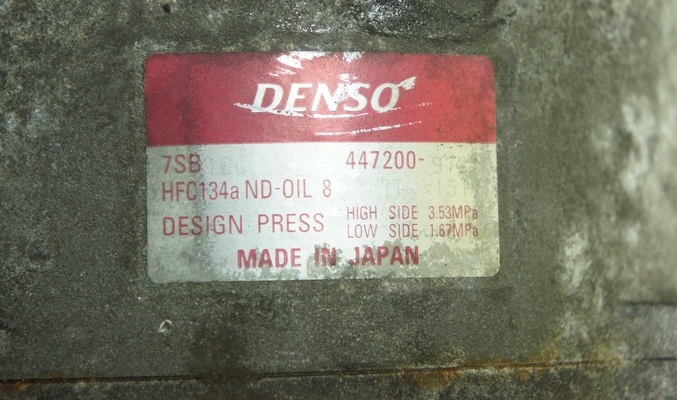 DENSO
7SB 447200-
HFC134a ND-OIL 8
DESIGN PRESS HIGH SIDE 3.53MPa
LOW SIDE 1.67MPa
MADE IN JAPAN